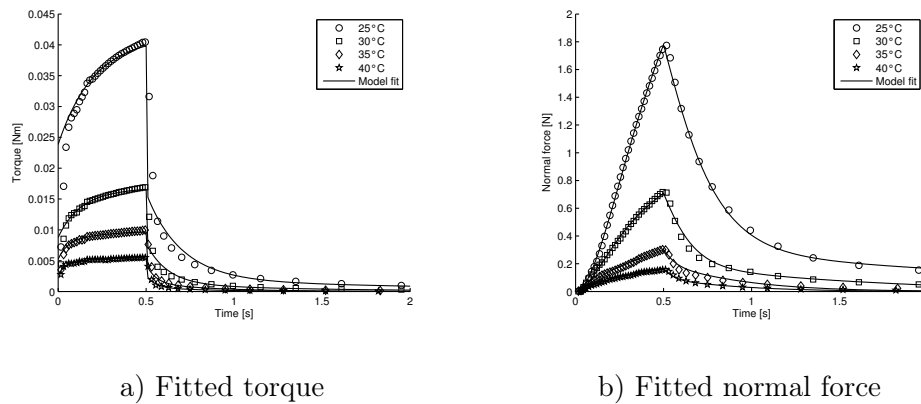 0.045
0.04
0.035
0.03
0.025
0.02
0.015
0.01
0.005
0
0
0.5
1
1.5
2
Torque [Nm]
Time [s]
25°C
30°C
35°C
40°C
Model fit
a) Fitted torque
2
1.8
1.6
1.4
1.2
1
0.8
0.6
0.4
0.2
0
0
0.5
1
1.5
Normal force [N]
Time [s]
25°C
30°C
35°C
40°C
Model fit
b) Fitted normal force